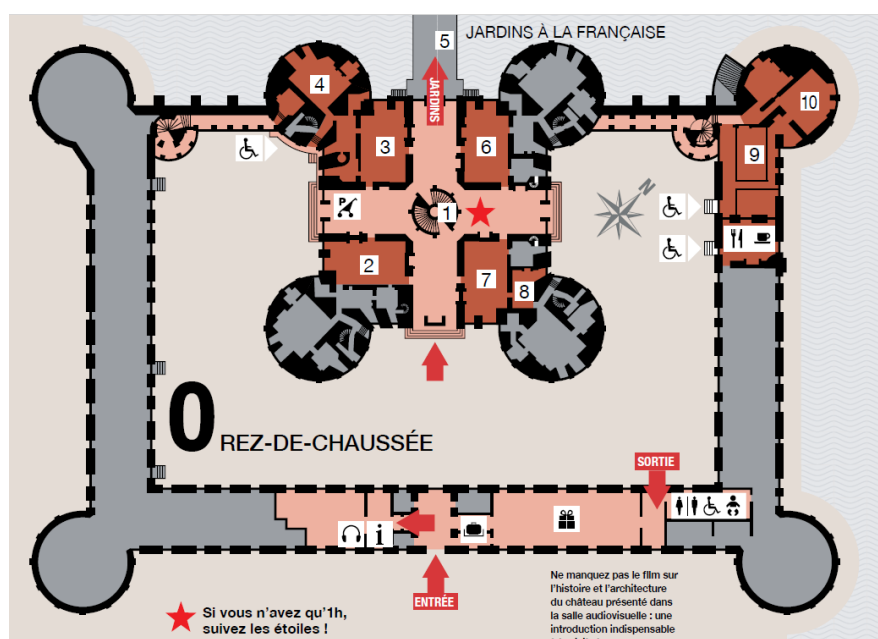 JARDINS À LA FRANÇAISE
5
JARDINS
4
10
3
6
9
N
P
1
2
7
8
0
REZ-DE-CHAUSSÉE
SORTIE
i
ENTRÉE
Si vous n'avez qu'1h,
suivez les étoiles !
Ne manquez pas le film sur
l'histoire et l'architecture
du château présenté dans
la salle audiovisuelle : une
introduction indispensable